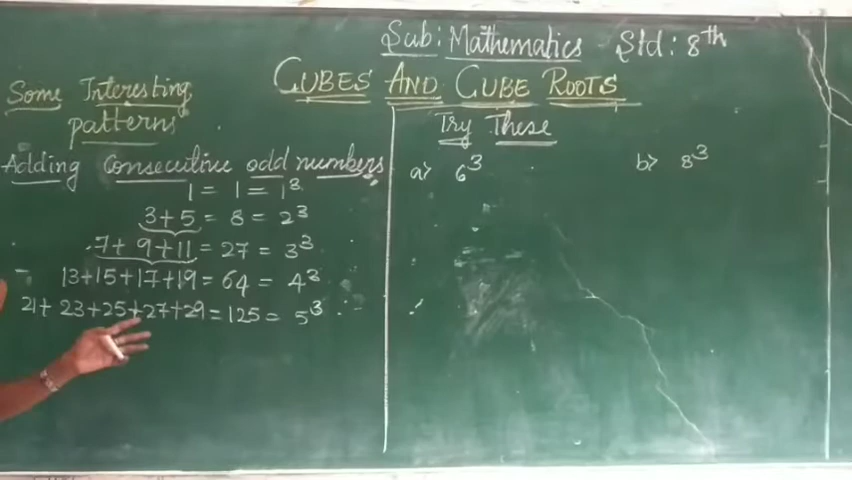 Sub: Mathematics Std: 8th
CUBES AND CUBE ROOTS
Some Interesting
patterns
Adding consecutive odd numbers
1 = 1 = 1³
3+5 = 8 = 2³
7+ 9+11 = 27 = 3³
13+15+17+19 = 64 = 4³
21+ 23+25+27+29 = 125 = 5³
Try These
a) 6³ b) 8³